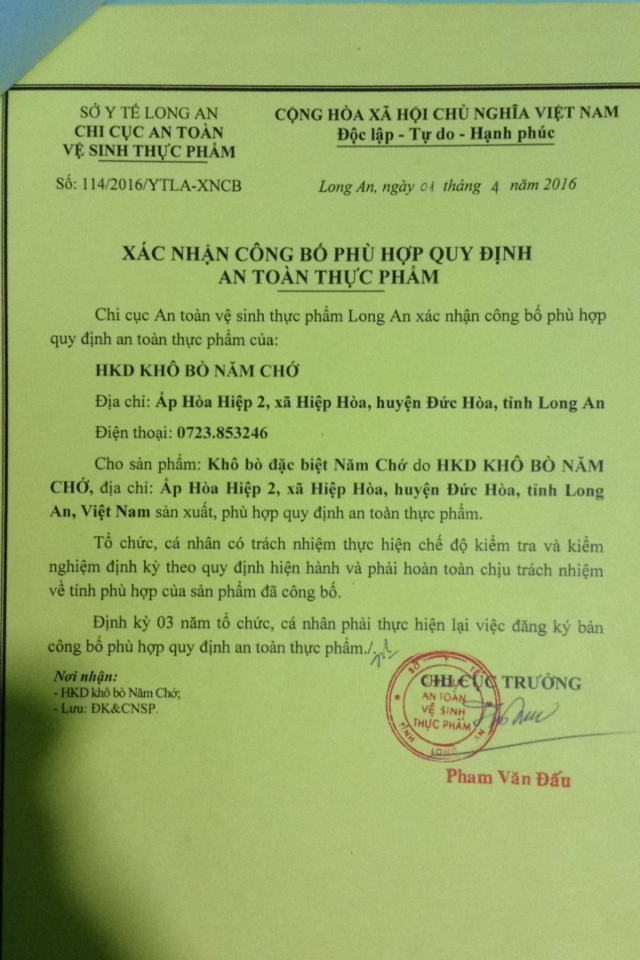 SỞ Y TẾ LONG AN
CHI CỤC AN TOÀN
VỆ SINH THỰC PHẨM
Số: 114/2016/YTLA-XNCB
CỘNG HÒA XÃ HỘI CHỦ NGHĨA VIỆT NAM
Độc lập - Tự do - Hạnh phúc
Long An, ngày 01 tháng 4 năm 2016
XÁC NHẬN CÔNG BỐ PHÙ HỢP QUY ĐỊNH
AN TOÀN THỰC PHẨM
Chi cục An toàn vệ sinh thực phẩm Long An xác nhận công bố phù hợp
quy định an toàn thực phẩm của:
HKD KHÔ BÒ NĂM CHỚ
Địa chỉ: Ấp Hòa Hiệp 2, xã Hiệp Hòa, huyện Đức Hòa, tỉnh Long An
Điện thoại: 0723.853246
Cho sản phẩm: Khô bò đặc biệt Năm Chớ do HKD KHÔ BÒ NĂM
CHỚ, địa chỉ: Ấp Hòa Hiệp 2, xã Hiệp Hòa, huyện Đức Hòa, tỉnh Long
An, Việt Nam sản xuất, phù hợp quy định an toàn thực phẩm.
Tổ chức, cá nhân có trách nhiệm thực hiện chế độ kiểm tra và kiểm
nghiệm định kỳ theo quy định hiện hành và phải hoàn toàn chịu trách nhiệm
về tính phù hợp của sản phẩm đã công bố.
Định kỳ 03 năm tổ chức, cá nhân phải thực hiện lại việc đăng ký bản
công bố phù hợp quy định an toàn thực phẩm./.
Nơi nhận:
- HKD khô bò Năm Chớ;
- Lưu: ĐK&CNSP.
CHI CỤC TRƯỞNG
SỞ Y TẾ
AN TOÀN
VỆ SINH
THỰC PHẨM
TỈNH LONG AN
Phạm Văn Đấu